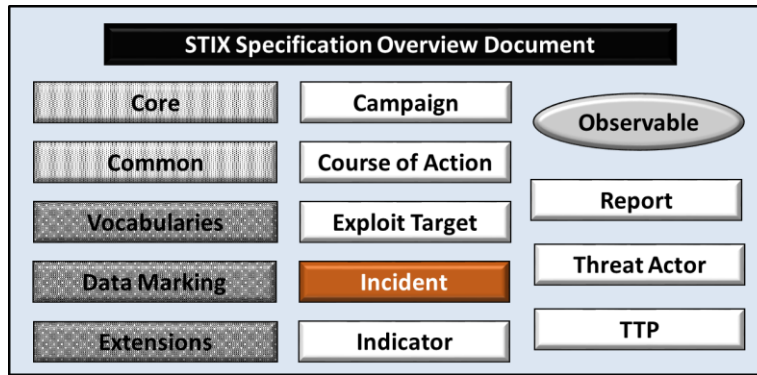 STIX Specification Overview Document
Core
Common
Vocabularies
Data Marking
Extensions
Campaign
Course of Action
Exploit Target
Incident
Indicator
Observable
Report
Threat Actor
TTP